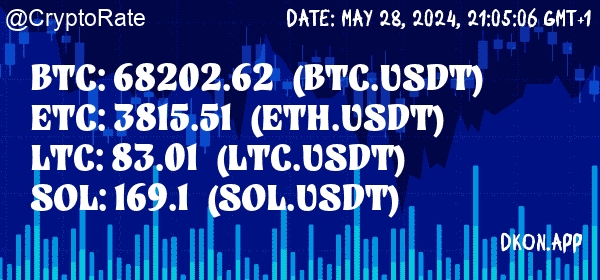 @CryptoRate
DATE: MAY 28, 2024, 21:05:06 GMT+1
BTC: 68202.62 (BTC.USDT)
ETC: 3815.51 (ETH.USDT)
LTC: 83.01 (LTC.USDT)
SOL: 169.1 (SOL.USDT)
DKON.APP